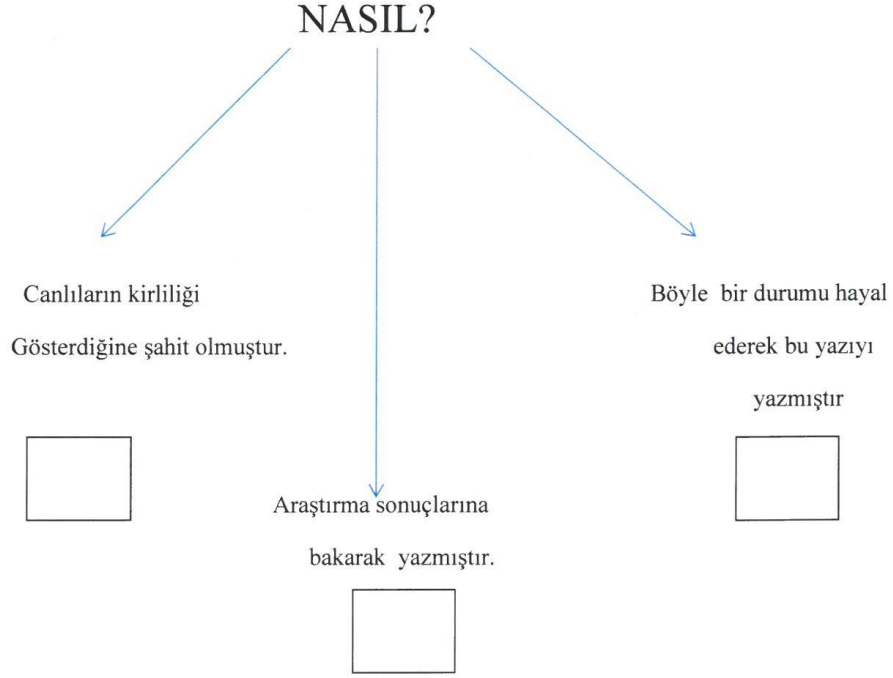 NASIL?
Canlıların kirliliği
Gösterdiğine şahit olmuştur.
Araştırma sonuçlarına
bakarak yazmıştır.
Böyle bir durumu hayal
ederek bu yazıyı
yazmıştır